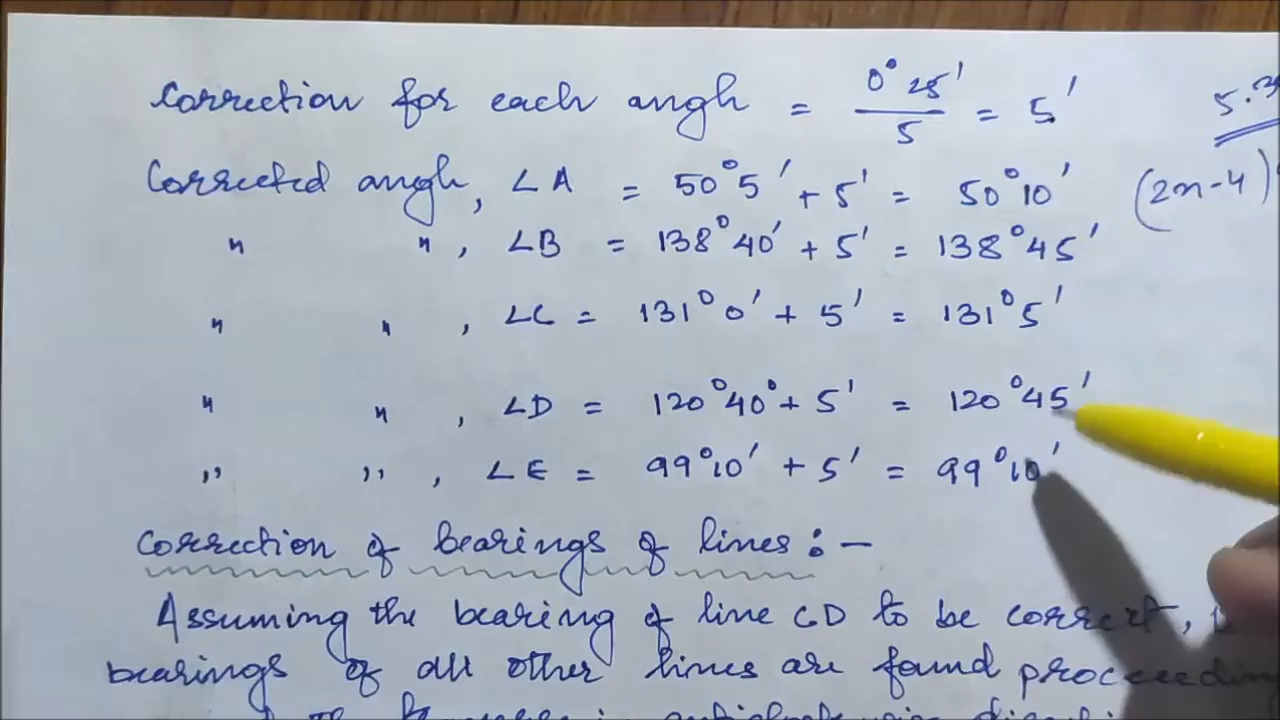 Correction for each angle = 0° 25' / 5 = 5'
5.3
Corrected angle, ∠A = 50°5' + 5' = 50°10'
(2n-4)
" " , ∠B = 138°40' + 5' = 138°45'
" " , ∠C = 131°0' + 5' = 131°5'
" " , ∠D = 120°40° + 5' = 120°45'
" " , ∠E = 99°10' + 5' = 99°10'
Correction of bearings of lines :-
Assuming the bearing of line CD to be correct,
bearings of all other lines are found proceeding